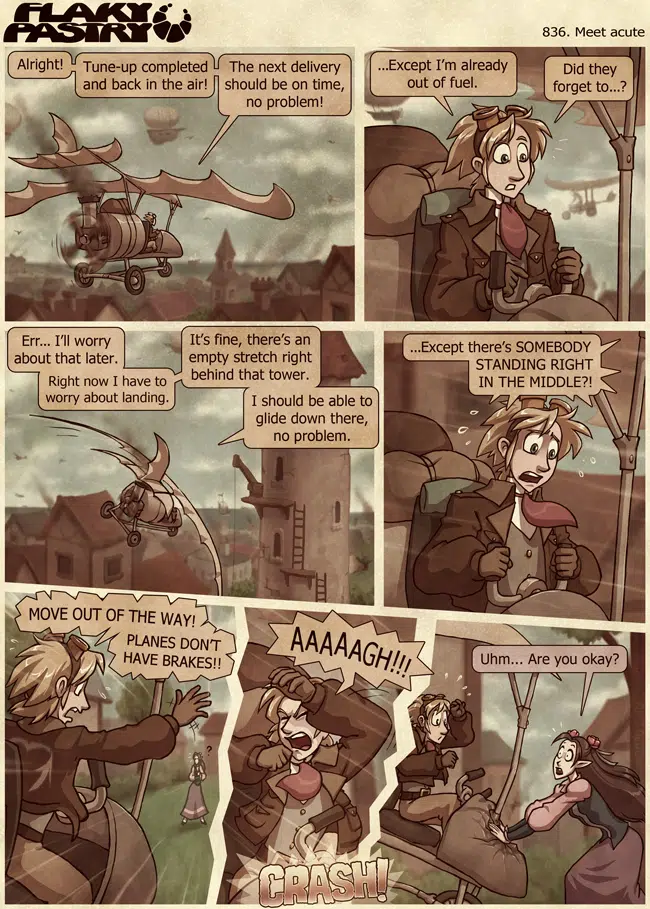 FLAKY
PASTRY
836. Meet acute
Alright!
Tune-up completed
and back in the air!
The next delivery
should be on time,
no problem!
...Except I'm already
out of fuel.
Did they
forget to...?
Err... I'll worry
about that later.
Right now I have to
worry about landing.
It's fine, there's an
empty stretch right
behind that tower.
I should be able to
glide down there,
no problem.
...Except there's SOMEBODY
STANDING RIGHT
IN THE MIDDLE?!
MOVE OUT OF THE WAY!
PLANES DON'T
HAVE BRAKES!!
?
AAAAAGH!!!
CRASH!
Uhm... Are you okay?